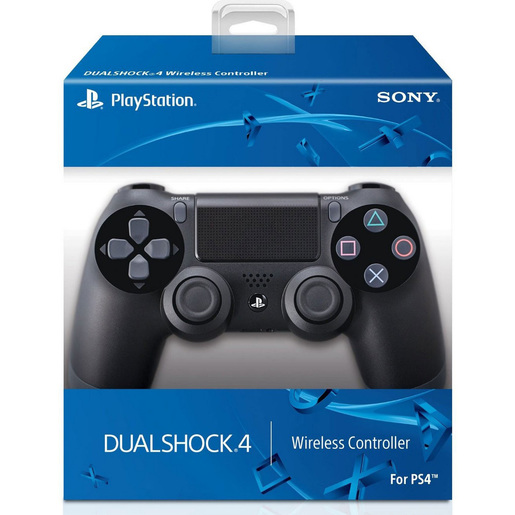 DUALSHOCK®4 Wireless Controller
PlayStation®
SONY®
SHARE
OPTIONS
DUALSHOCK®4
Wireless Controller
For PS4™